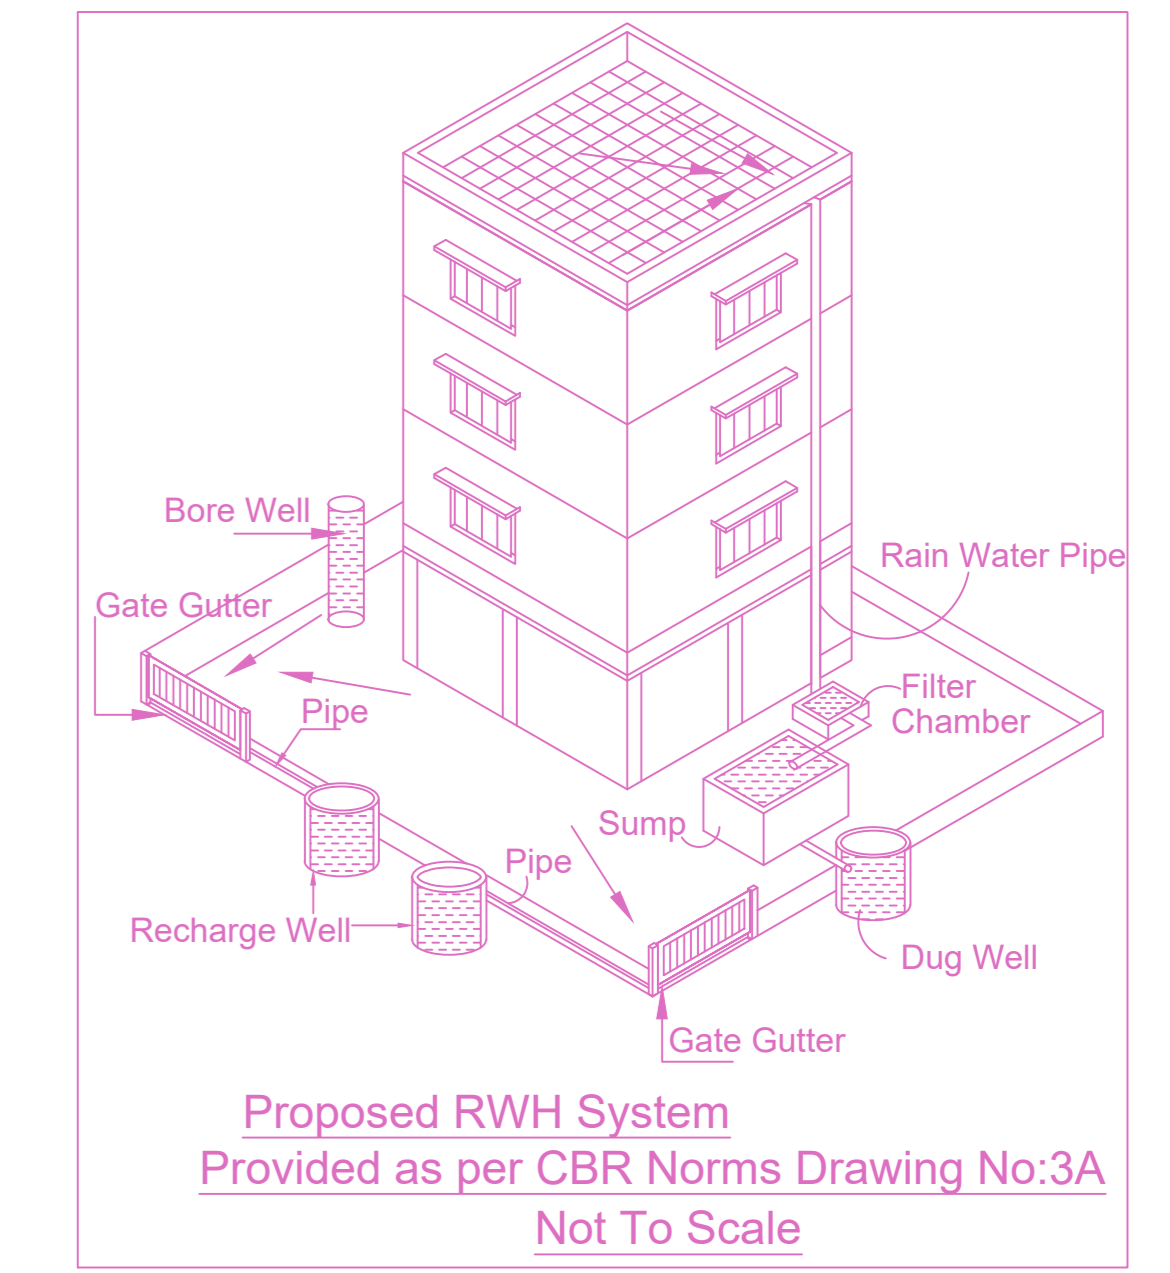 Bore Well
Rain Water Pipe
Gate Gutter
Filter
Chamber
Pipe
Sump
Pipe
Recharge Well
Dug Well
Gate Gutter
Proposed RWH System
Provided as per CBR Norms Drawing No:3A
Not To Scale